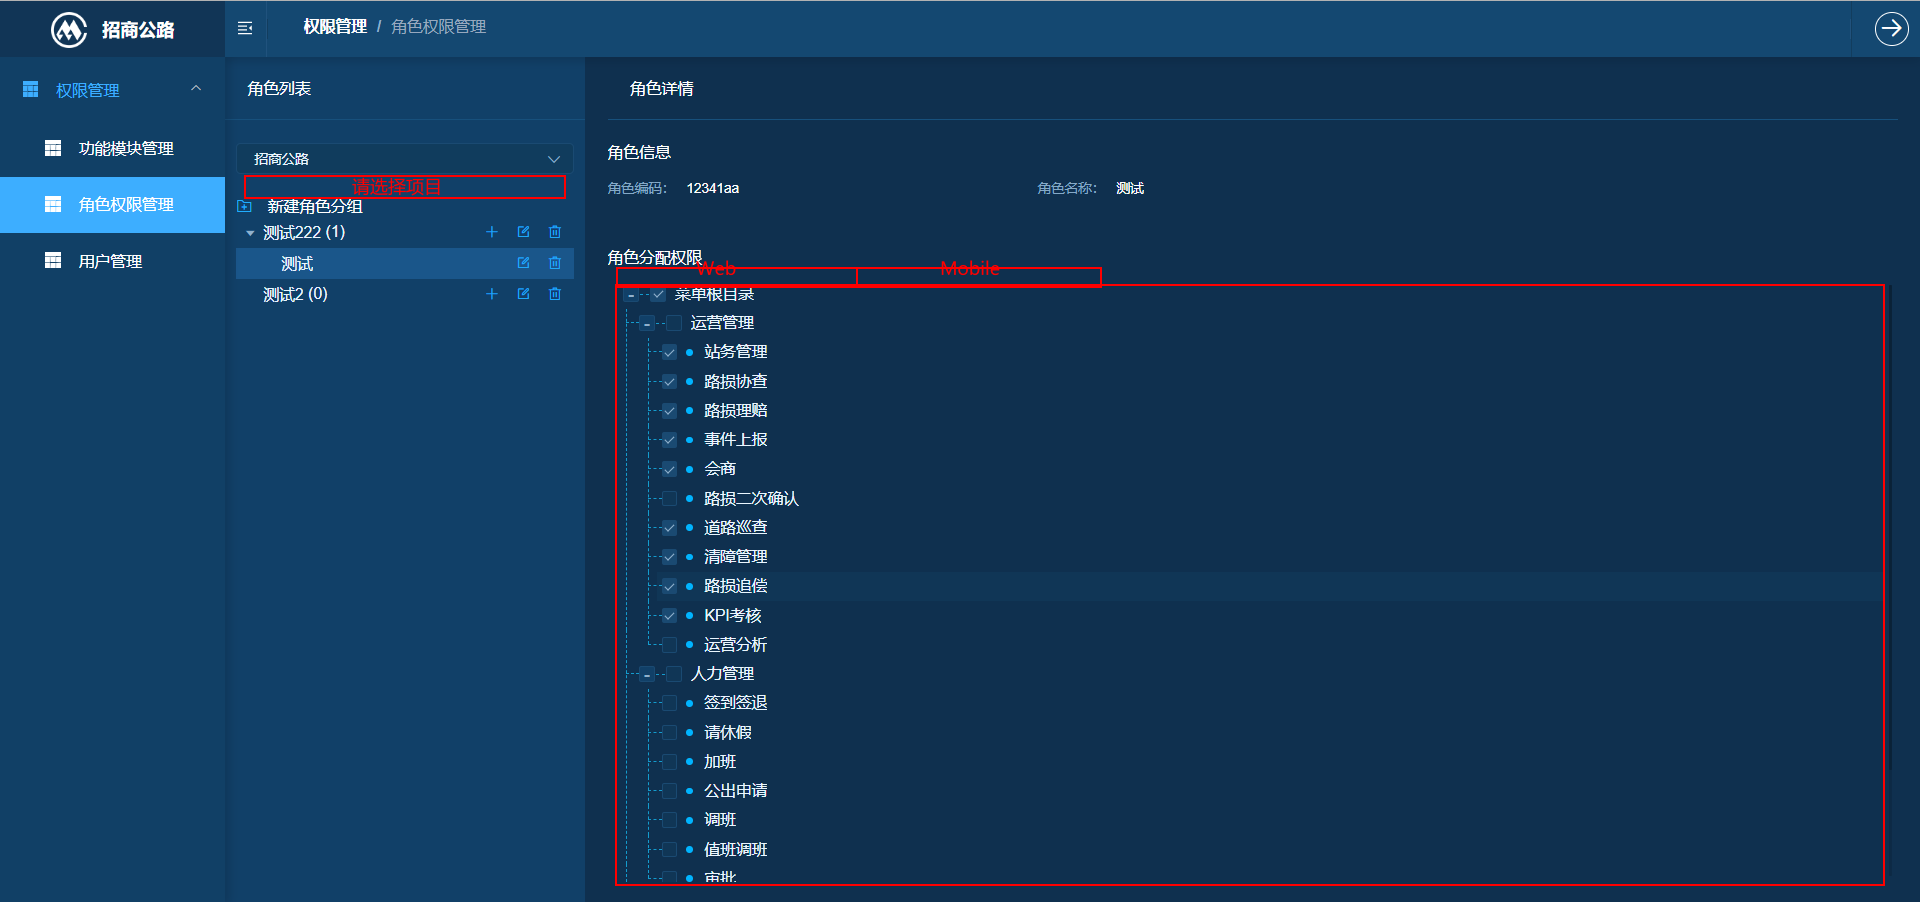 招商公路
权限管理 / 角色权限管理
权限管理
功能模块管理
角色权限管理
用户管理
角色列表
招商公路
请选择项目
新建角色分组
测试222 (1)
测试
测试2 (0)
角色详情
角色信息
角色编码： 12341aa 角色名称： 测试
角色分配权限
Web Mobile
菜单根目录
运营管理
站务管理
路损协查
路损理赔
事件上报
会商
路损二次确认
道路巡查
清障管理
路损追偿
KPI考核
运营分析
人力管理
签到签退
请休假
加班
公出申请
调班
值班调班
审批